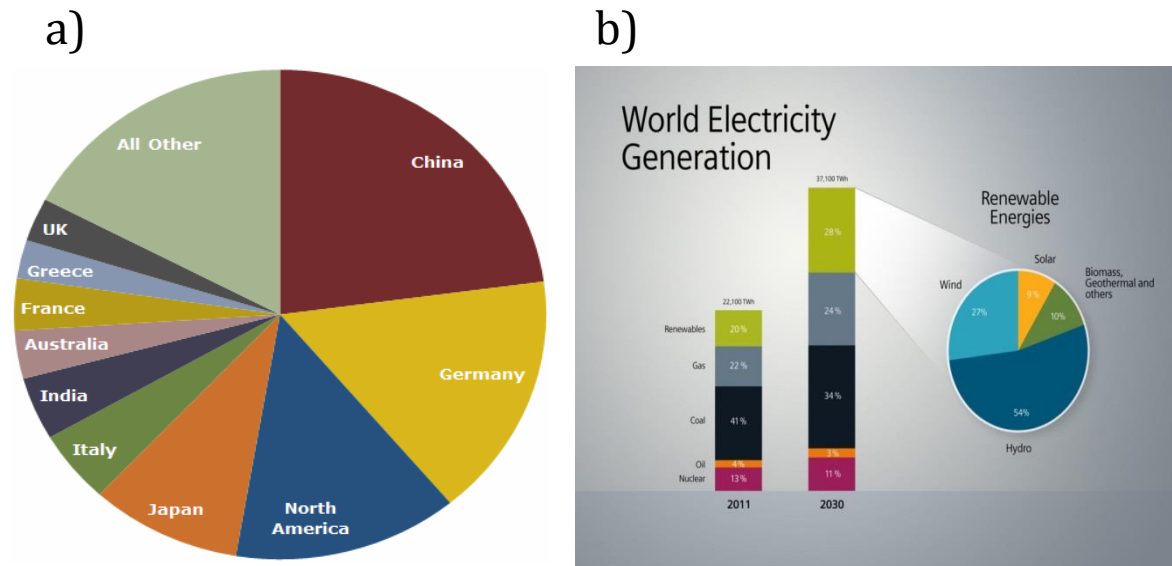 a)
b)
All Other
China
UK
Greece
France
Australia
India
Italy
Japan
North
America
Germany
World Electricity
Generation
37,100 TWh
22,100 TWh
Renewables
Gas
Coal
Oil
Nuclear
20 %
22 %
41 %
4 %
13 %
2011
28 %
24 %
34 %
3 %
11 %
2030
Renewable
Energies
Solar
Biomass,
Geothermal and
others
Wind
9 %
10%
27%
54%
Hydro